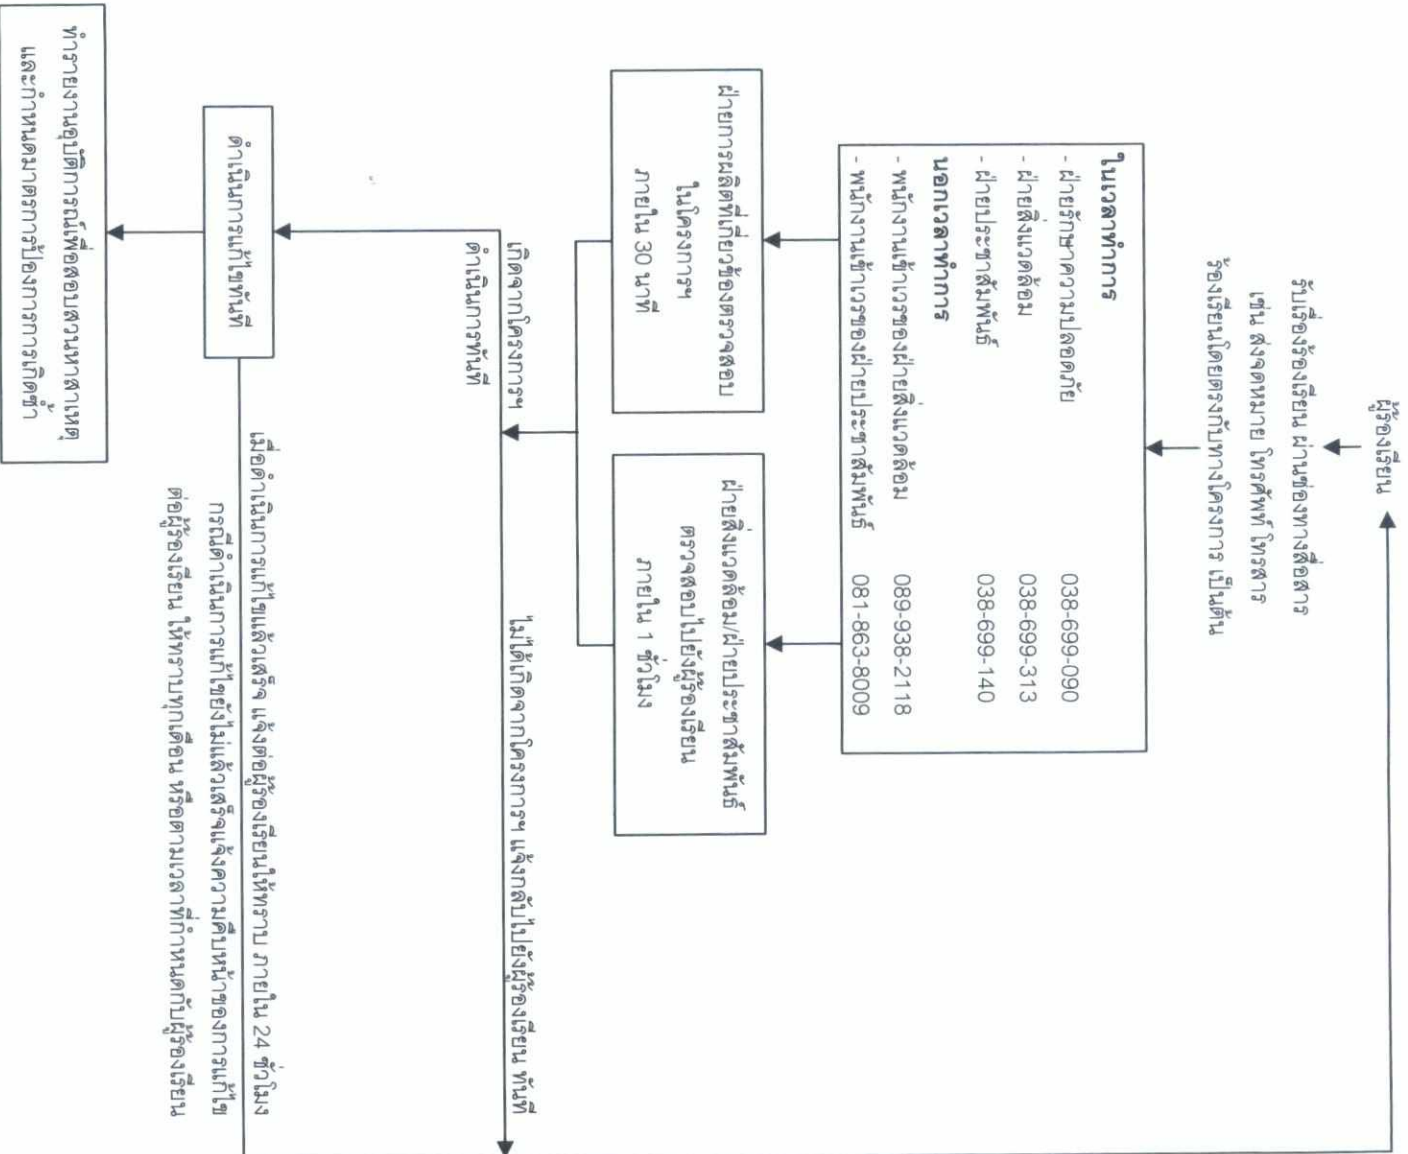 ผู้ร้องเรียน
รับเรื่องร้องเรียน ผ่านช่องทางสื่อสาร
เช่น ส่งจดหมาย โทรศัพท์ โทรสาร
ร้องเรียนโดยตรงกับทางโครงการ เป็นต้น
ในเวลาทำการ
- ฝ่ายรักษาความปลอดภัย 038-699-090
- ฝ่ายสิ่งแวดล้อม 038-699-313
- ฝ่ายประชาสัมพันธ์ 038-699-140
นอกเวลาทำการ
- พนักงานเข้าเวรของฝ่ายสิ่งแวดล้อม 089-938-2118
- พนักงานเข้าเวรของฝ่ายประชาสัมพันธ์ 081-863-8009
ฝ่ายการผลิตที่เกี่ยวข้องตรวจสอบ
ในโครงการฯ
ภายใน 30 นาที
ฝ่ายสิ่งแวดล้อม/ฝ่ายประชาสัมพันธ์
ตรวจสอบไปยังผู้ร้องเรียน
ภายใน 1 ชั่วโมง
เกิดจากโครงการฯ
ดำเนินการทันที
ไม่ได้เกิดจากโครงการฯ แจ้งกลับไปยังผู้ร้องเรียน ทันที
ดำเนินการแก้ไขทันที
เมื่อดำเนินการแก้ไขแล้วเสร็จ แจ้งต่อผู้ร้องเรียนให้ทราบ ภายใน 24 ชั่วโมง
กรณีดำเนินการแก้ไขยังไม่แล้วเสร็จแจ้งความคืบหน้าของการแก้ไข
ต่อผู้ร้องเรียน ให้ทราบทุกเดือน หรือตามเวลาที่กำหนดกับผู้ร้องเรียน
ทำรายงานอุบัติการณ์เพื่อสอบสวนหาสาเหตุ
และกำหนดมาตรการป้องการการเกิดซ้ำ